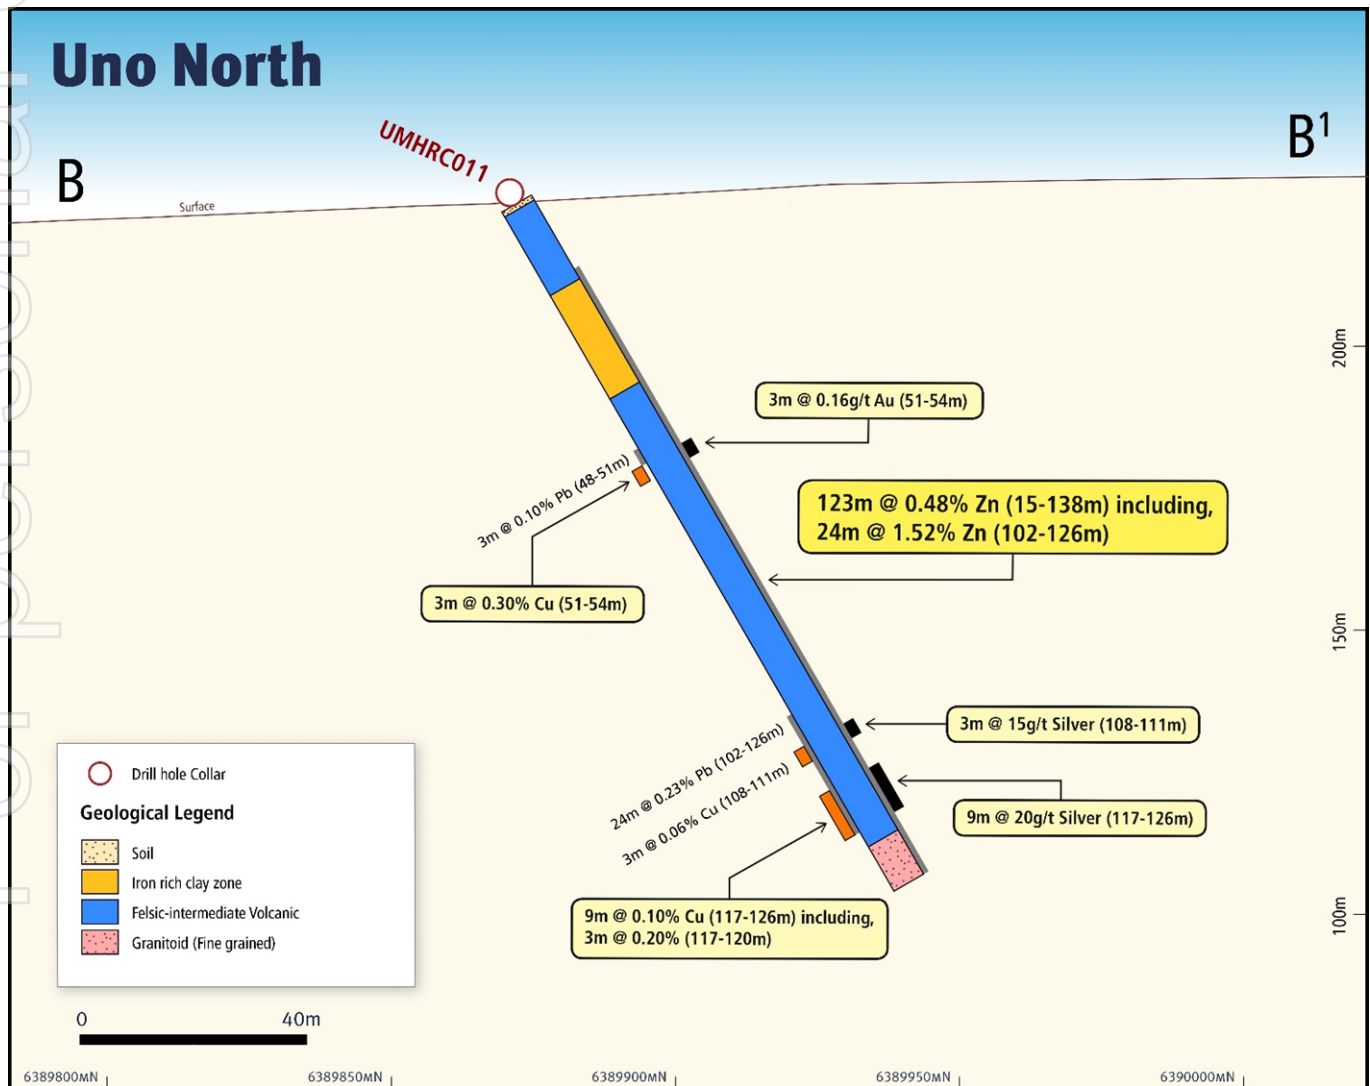 Uno North
B
B¹
UMHRC011
Surface
200m
3m @ 0.16g/t Au (51-54m)
3m @ 0.10% Pb (48-51m)
123m @ 0.48% Zn (15-138m) including,
24m @ 1.52% Zn (102-126m)
3m @ 0.30% Cu (51-54m)
150m
3m @ 15g/t Silver (108-111m)
24m @ 0.23% Pb (102-126m)
3m @ 0.06% Cu (108-111m)
9m @ 20g/t Silver (117-126m)
9m @ 0.10% Cu (117-126m) including,
3m @ 0.20% (117-120m)
100m
Drill hole Collar
Geological Legend
Soil
Iron rich clay zone
Felsic-intermediate Volcanic
Granitoid (Fine grained)
0 40m
6389800mN 6389850mN 6389900mN 6389950mN 6390000mN